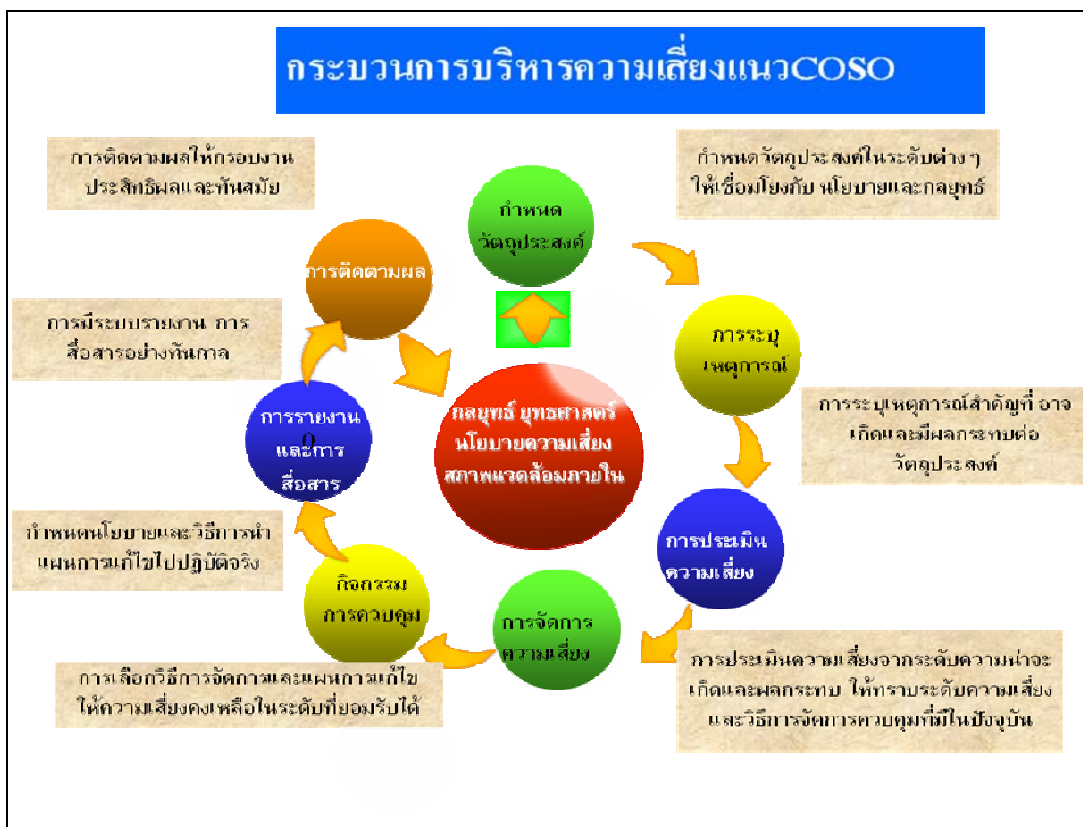 กระบวนการบริหารความเสี่ยงแนวCOSO
การติดตามผลให้กรอบงาน
ประสิทธิผลและทันสมัย
กำหนดวัตถุประสงค์ในระดับต่างๆ
ให้เชื่อมโยงกับ นโยบายและกลยุทธ์
กำหนด
วัตถุประสงค์
การติดตามผล
การระบุ
เหตุการณ์
การมีระบบรายงาน การ
สื่อสารอย่างทันกาล
กลยุทธ์ ยุทธศาสตร์
นโยบายความเสี่ยง
สภาพแวดล้อมภายใน
การระบุเหตุการณ์สำคัญที่ อาจ
เกิดและมีผลกระทบต่อ
วัตถุประสงค์
การรายงาน
0
และการ
สื่อสาร
กำหนดนโยบายและวิธีการนำ
แผนการแก้ไขไปปฏิบัติจริง
การประเมิน
ความเสี่ยง
กิจกรรม
การควบคุม
การจัดการ
ความเสี่ยง
การเลือกวิธีการจัดการและแผนการแก้ไข
ให้ความเสี่ยงคงเหลือในระดับที่ยอมรับได้
การประเมินความเสี่ยงจากระดับความน่าจะ
เกิดและผลกระทบ ให้ทราบระดับความเสี่ยง
และวิธีการจัดการควบคุมที่มีในปัจจุบัน